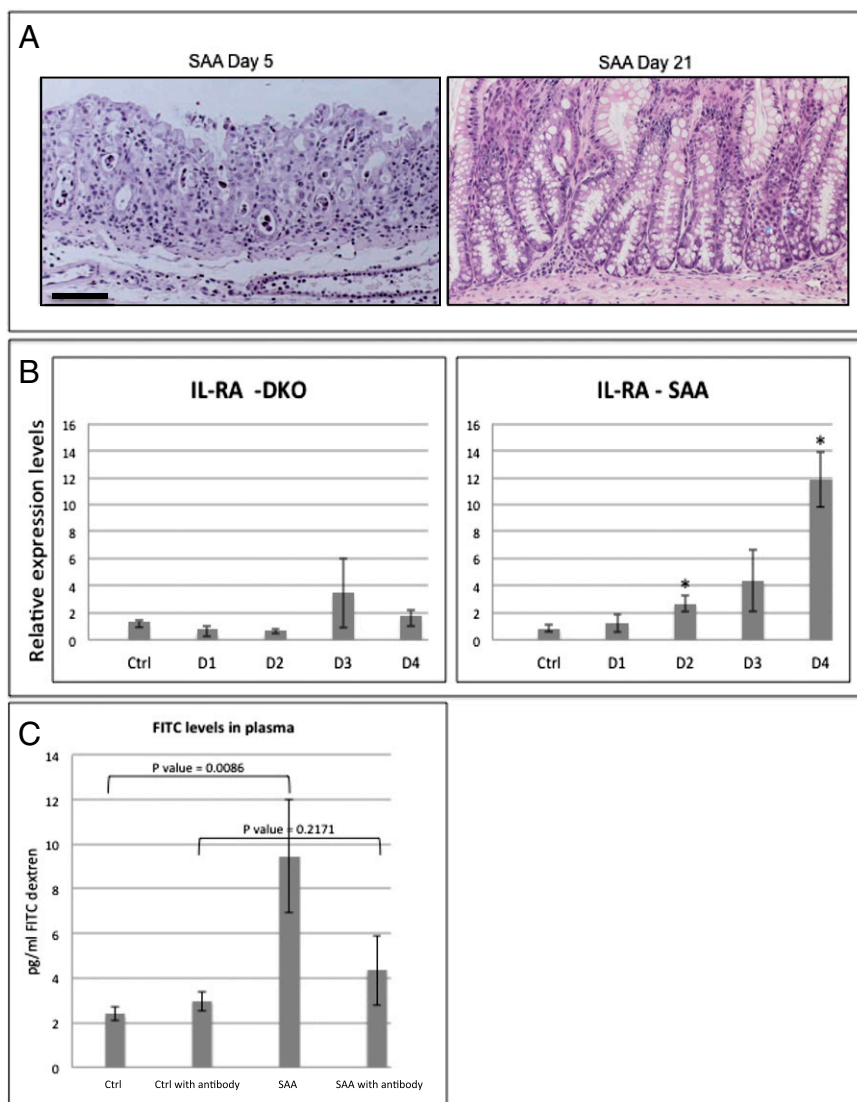 A
SAA Day 5
SAA Day 21
B
IL-RA -DKO
Relative expression levels
16
14
12
10
8
6
4
2
0
Ctrl D1 D2 D3 D4
IL-RA - SAA
16
14
12
10
8
6
4
2
0
*
*
Ctrl D1 D2 D3 D4
C
FITC levels in plasma
pg/ml FITC dextren
14
12
10
8
6
4
2
0
P value = 0.0086
P value = 0.2171
Ctrl Ctrl with antibody SAA SAA with antibody